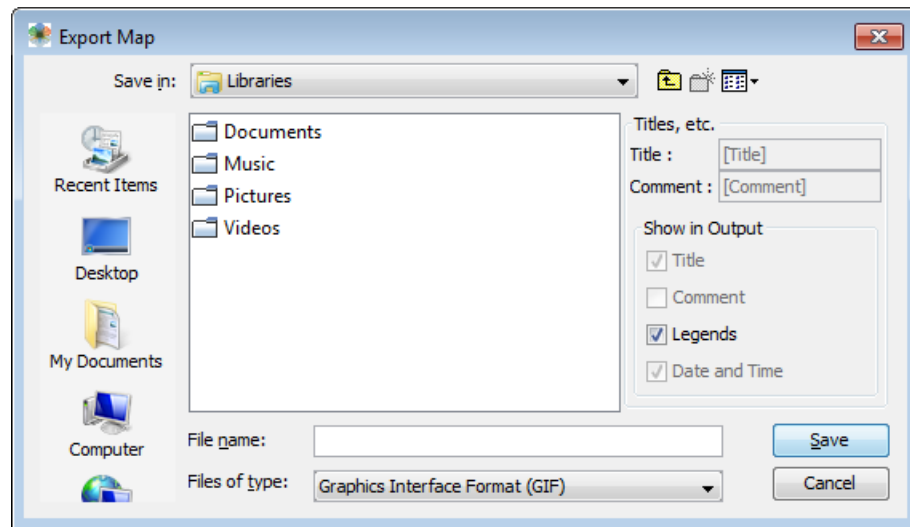 Export Map
Save in:
Libraries
Recent Items
Desktop
My Documents
Computer
Documents
Music
Pictures
Videos
Titles, etc.
Title : [Title]
Comment : [Comment]
Show in Output
Title
Comment
Legends
Date and Time
File name:
Save
Files of type: Graphics Interface Format (GIF)
Cancel